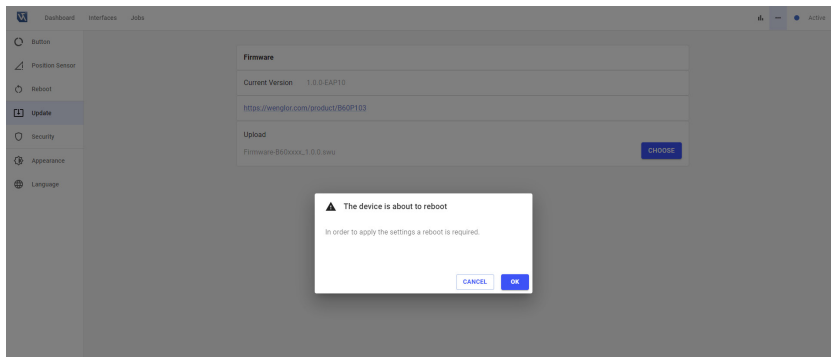 Dashboard Interfaces Jobs Active
Button
Position Sensor
Reboot
Update
Security
Appearance
Language
Firmware
Current Version 1.0.0-EAP10
https://wenglor.com/product/B60P103
Upload
Firmware-B60xxxx_1.0.0.swu
CHOOSE
The device is about to reboot
In order to apply the settings a reboot is required.
CANCEL OK